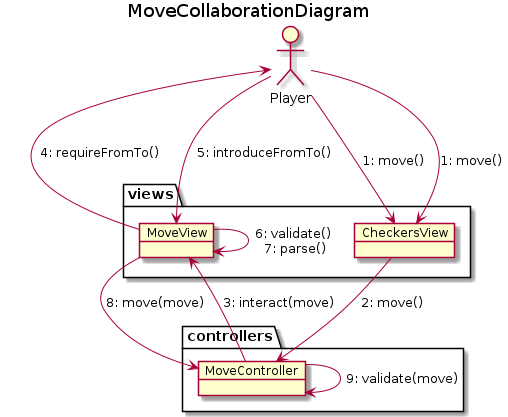 MoveCollaborationDiagram
Player
4: requireFromTo()
5: introduceFromTo()
1: move()
1: move()
views
MoveView
6: validate()
7: parse()
CheckersView
8: move(move)
3: interact(move)
2: move()
controllers
MoveController
9: validate(move)